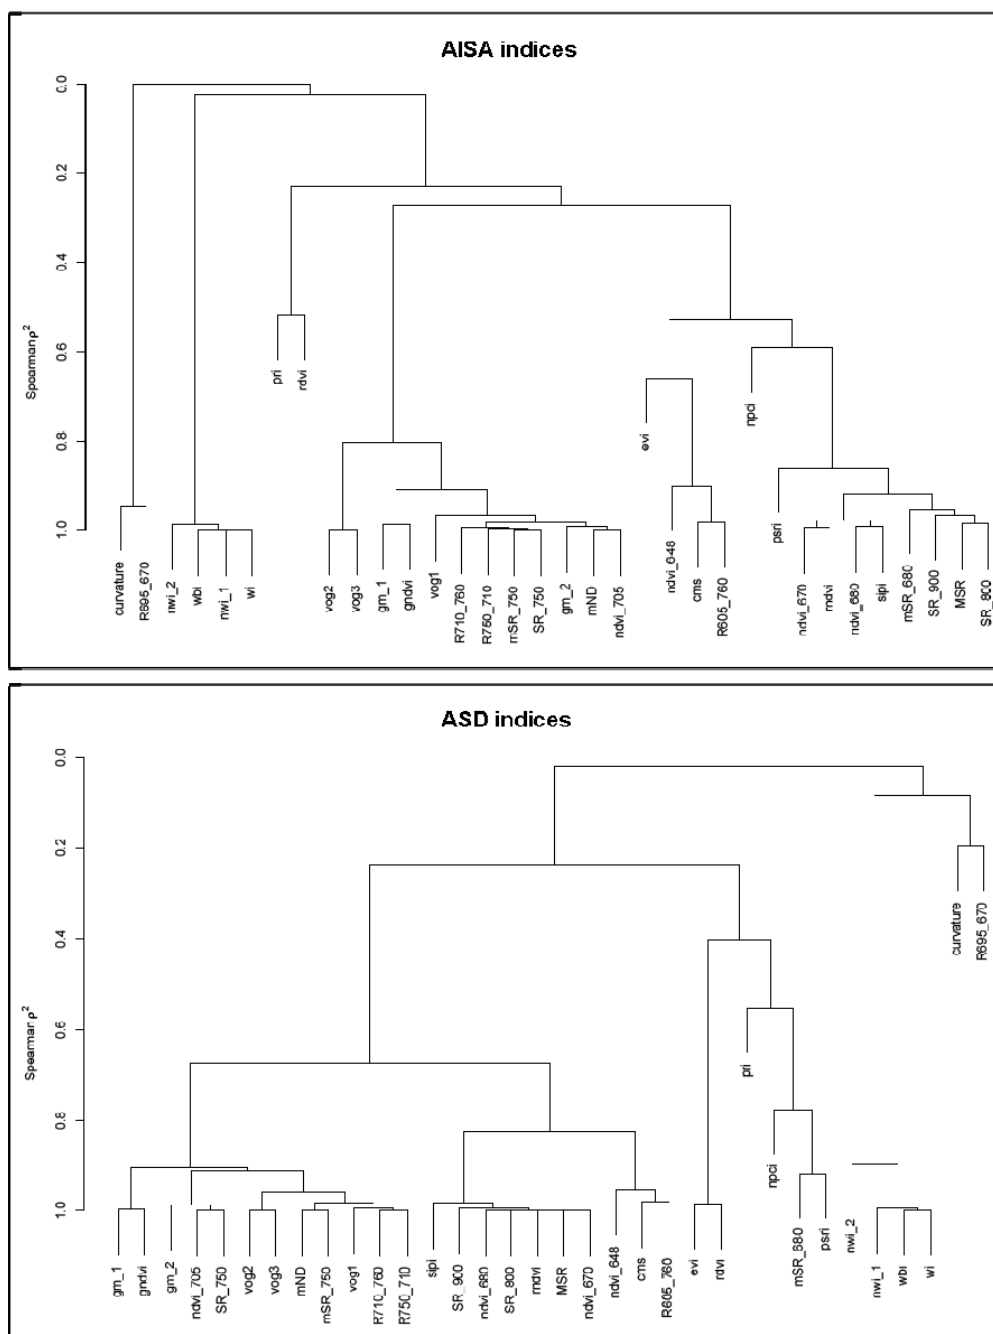 AISA indices
0.0
0.2
0.4
0.6
0.8
1.0
Spearman ρ²
curvature
R695_670
nwi_2
wbi
nwi_1
wi
pri
rdvi
vog2
vog3
gm_1
gndvi
vog1
R710_760
R750_710
mSR_750
SR_750
gm_2
mND
ndvi_705
evi
ndvi_648
cms
R605_760
npci
psri
ndvi_670
mdvi
ndvi_680
sipi
mSR_680
SR_900
MSR
SR_800
ASD indices
0.0
0.2
0.4
0.6
0.8
1.0
Spearman ρ²
gm_1
gndvi
gm_2
ndvi_705
SR_750
vog2
vog3
mND
mSR_750
vog1
R710_760
R750_710
sipi
SR_900
ndvi_680
SR_800
mdvi
MSR
ndvi_670
ndvi_648
cms
R605_760
evi
rdvi
pri
npci
mSR_680
psri
nwi_2
nwi_1
wbi
wi
curvature
R695_670